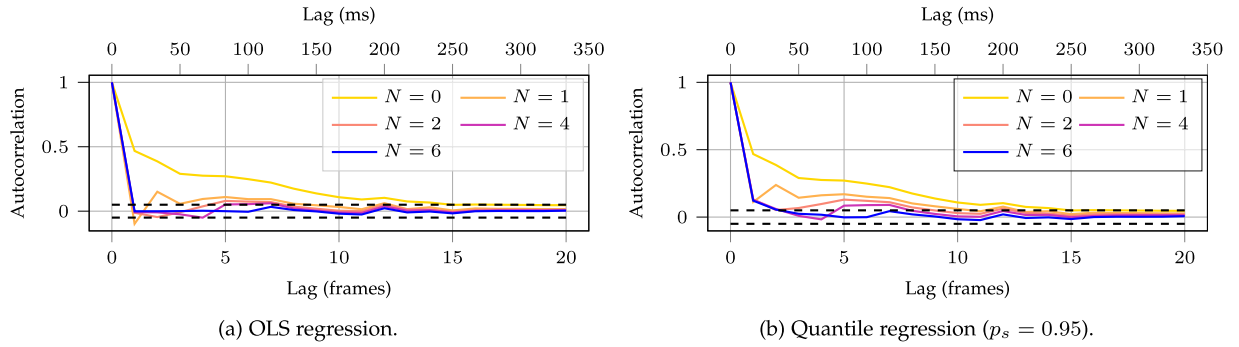 Lag (ms)
0 50 100 150 200 250 300 350
1
0.5
0
Autocorrelation
N = 0 N = 1
N = 2 N = 4
N = 6
0 5 10 15 20
Lag (frames)
(a) OLS regression.
Lag (ms)
0 50 100 150 200 250 300 350
1
0.5
0
Autocorrelation
N = 0 N = 1
N = 2 N = 4
N = 6
0 5 10 15 20
Lag (frames)
(b) Quantile regression (pₛ = 0.95).